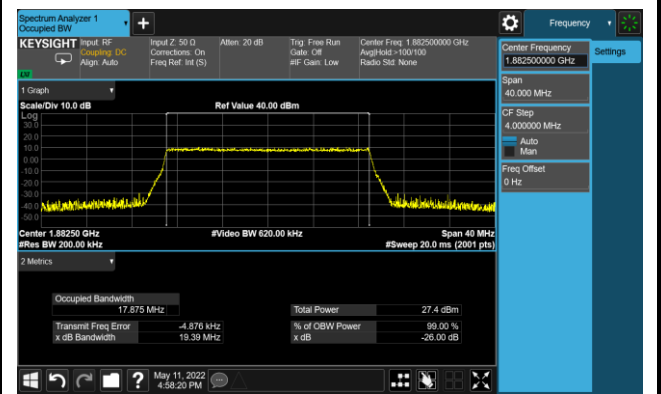 Spectrum Analyzer 1
Occupied BW
+
Frequency
KEYSIGHT
Input: RF
Coupling: DC
Align: Auto
Input Z: 50 Ω
Corrections: On
Freq Ref: Int (S)
Atten: 20 dB
Trig: Free Run
Gate: Off
#IF Gain: Low
Center Freq: 1.882500000 GHz
Avg|Hold:>100/100
Radio Std: None
Center Frequency
1.882500000 GHz
Settings
Span
40.000 MHz
CF Step
4.000000 MHz
Auto
Man
Freq Offset
0 Hz
1 Graph
Scale/Div 10.0 dB
Ref Value 40.00 dBm
Log
30.0
20.0
10.0
0.00
-10.0
-20.0
-30.0
-40.0
-50.0
Center 1.88250 GHz
#Video BW 620.00 kHz
Span 40 MHz
#Res BW 200.00 kHz
#Sweep 20.0 ms (2001 pts)
2 Metrics
Occupied Bandwidth
17.875 MHz
Total Power
27.4 dBm
Transmit Freq Error
-4.876 kHz
% of OBW Power
99.00 %
x dB Bandwidth
19.39 MHz
x dB
-26.00 dB
?
May 11, 2022
4:58:20 PM